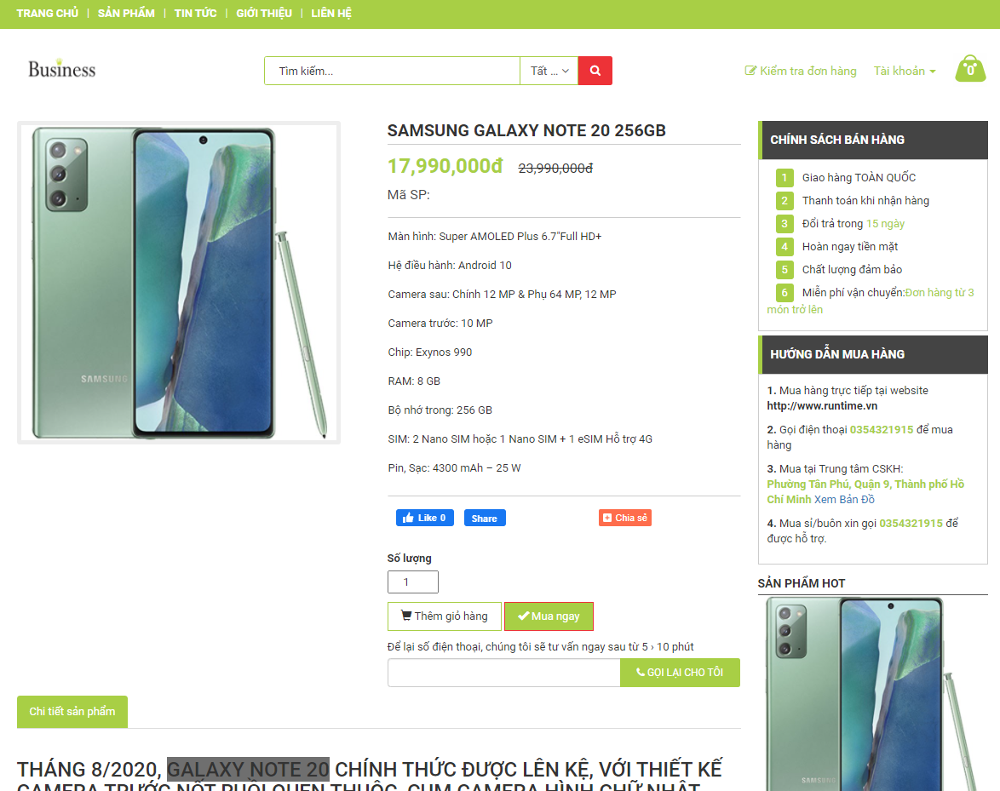 TRANG CHỦ | SẢN PHẨM | TIN TỨC | GIỚI THIỆU | LIÊN HỆ
Business
Tìm kiếm...
Tất ...
Kiểm tra đơn hàng
Tài khoản
0
SAMSUNG
SAMSUNG GALAXY NOTE 20 256GB
17,990,000đ 23,990,000đ
Mã SP:
Màn hình: Super AMOLED Plus 6.7"Full HD+
Hệ điều hành: Android 10
Camera sau: Chính 12 MP & Phụ 64 MP, 12 MP
Camera trước: 10 MP
Chip: Exynos 990
RAM: 8 GB
Bộ nhớ trong: 256 GB
SIM: 2 Nano SIM hoặc 1 Nano SIM + 1 eSIM Hỗ trợ 4G
Pin, Sạc: 4300 mAh – 25 W
Like 0
Share
Chia sẻ
Số lượng
1
Thêm giỏ hàng
Mua ngay
Để lại số điện thoại, chúng tôi sẽ tư vấn ngay sau từ 5 › 10 phút
GỌI LẠI CHO TÔI
CHÍNH SÁCH BÁN HÀNG
1 Giao hàng TOÀN QUỐC
2 Thanh toán khi nhận hàng
3 Đổi trả trong 15 ngày
4 Hoàn ngay tiền mặt
5 Chất lượng đảm bảo
6 Miễn phí vận chuyển:Đơn hàng từ 3
món trở lên
HƯỚNG DẪN MUA HÀNG
1. Mua hàng trực tiếp tại website
http://www.runtime.vn
2. Gọi điện thoại 0354321915 để mua
hàng
3. Mua tại Trung tâm CSKH:
Phường Tân Phú, Quận 9, Thành phố Hồ
Chí Minh Xem Bản Đồ
4. Mua sỉ/buôn xin gọi 0354321915 để
được hỗ trợ.
SẢN PHẨM HOT
SAMSUNG
Chi tiết sản phẩm
THÁNG 8/2020, GALAXY NOTE 20 CHÍNH THỨC ĐƯỢC LÊN KỆ, VỚI THIẾT KẾ
CAMERA TRƯỚC NỐT RUỒI QUEN THUỘC, CỤM CAMERA HÌNH CHỮ NHẬT